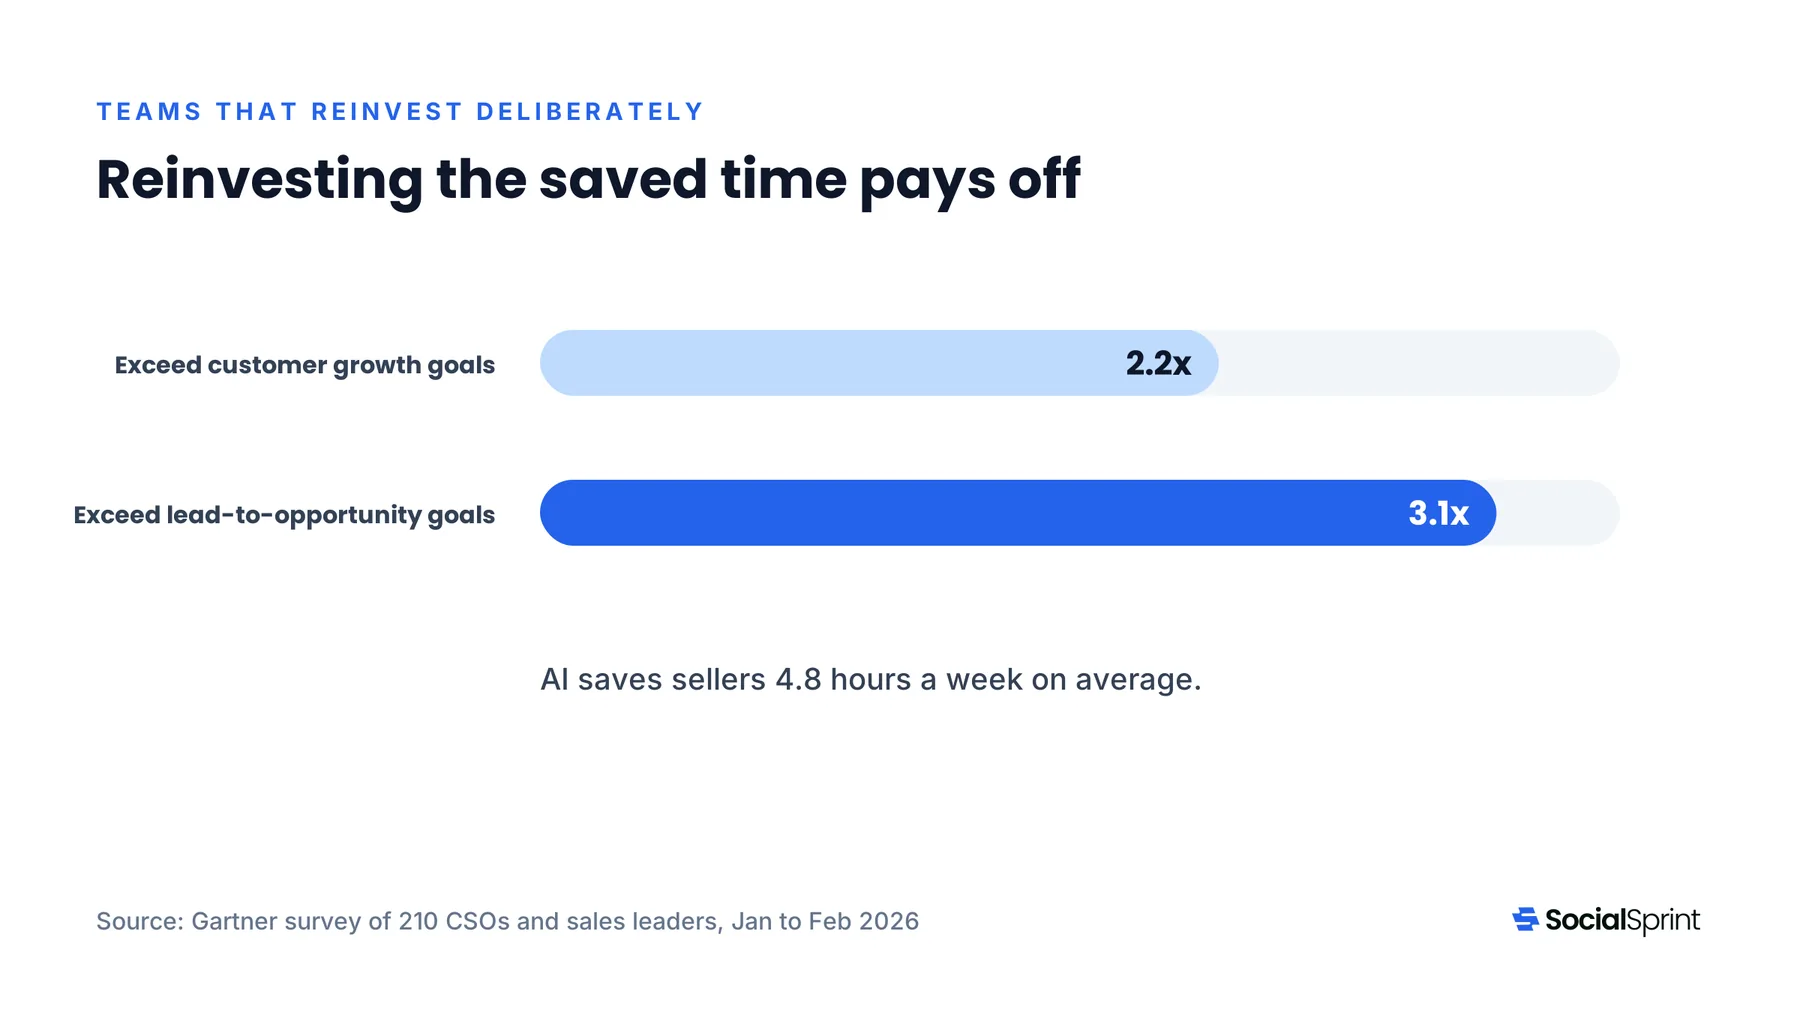 TEAMS THAT REINVEST DELIBERATELY
Reinvesting the saved time pays off
Exceed customer growth goals
2.2x
Exceed lead-to-opportunity goals
3.1x
AI saves sellers 4.8 hours a week on average.
Source: Gartner survey of 210 CSOs and sales leaders, Jan to Feb 2026
SocialSprint